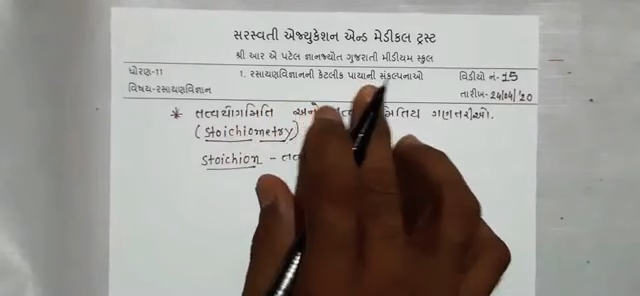 સરસ્વતી એજ્યુકેશન એન્ડ મેડીકલ ટ્રસ્ટ
શ્રી આર એ પટેલ જ્ઞાનજ્યોત ગુજરાતી મીડીયમ સ્કુલ
ધોરણ-11
1. રસાયણવિજ્ઞાનની કેટલીક પાયાની સંકલ્પનાઓ
વિડીયો નં- 15
વિષય-રસાયણવિજ્ઞાન
તારીખ-24/04/'20
* તત્વયોગમિતિ ગણતરીઓ.
(Stoichiometry)
Stoichion -